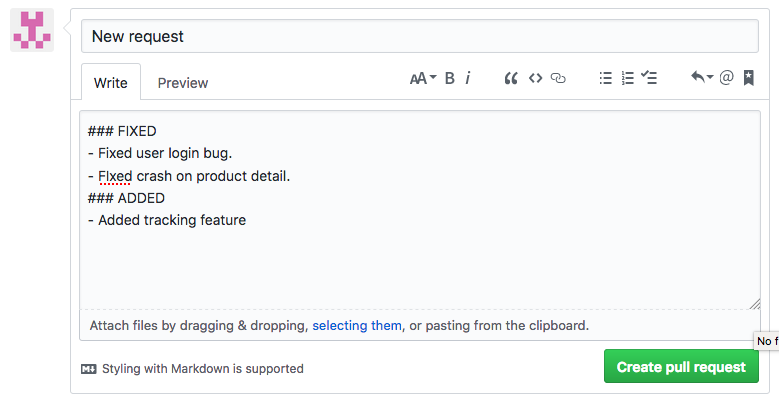 New request
Write Preview AA B i @
### FIXED
- Fixed user login bug.
- FIxed crash on product detail.
### ADDED
- Added tracking feature
Attach files by dragging & dropping, selecting them, or pasting from the clipboard.
No f
Styling with Markdown is supported
Create pull request